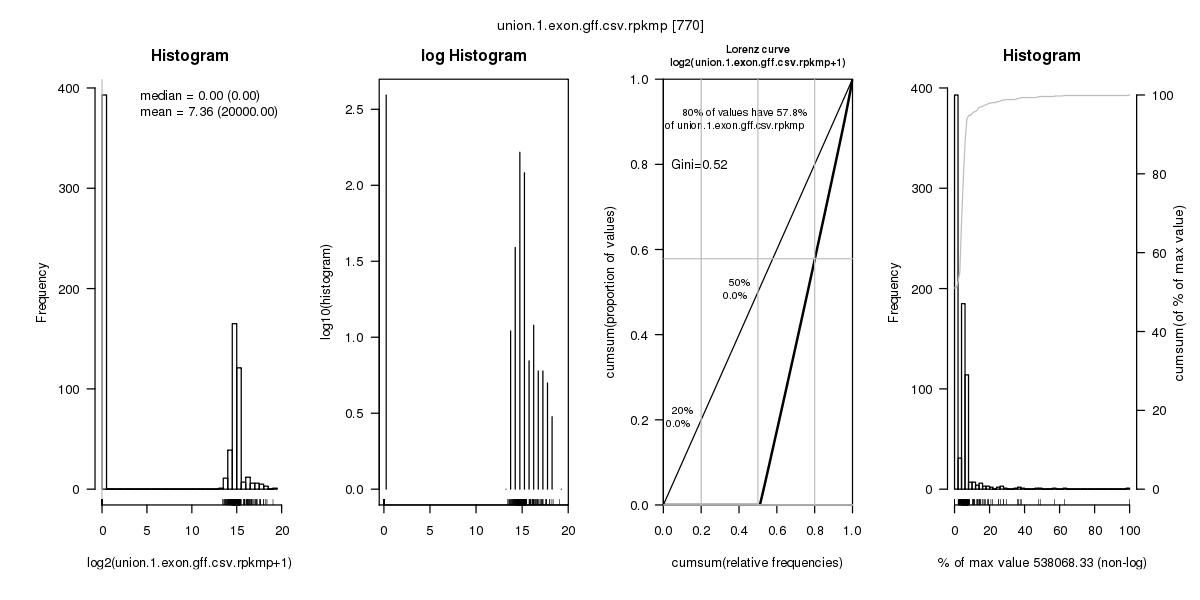 union.1.exon.gff.csv.rpkmp [770]
Histogram
median = 0.00 (0.00)
mean = 7.36 (20000.00)
Frequency
400
300
200
100
0
0 5 10 15 20
log2(union.1.exon.gff.csv.rpkmp+1)
log Histogram
log10(histogram)
2.5
2.0
1.5
1.0
0.5
0.0
0 5 10 15 20
Lorenz curve
log2(union.1.exon.gff.csv.rpkmp+1)
80% of values have 57.8%
of union.1.exon.gff.csv.rpkmp
Gini=0.52
50%
0.0%
20%
0.0%
cumsum(proportion of values)
1.0
0.8
0.6
0.4
0.2
0.0
0.0 0.2 0.4 0.6 0.8 1.0
cumsum(relative frequencies)
Histogram
Frequency
400
300
200
100
0
100
80
60
40
20
0
cumsum(of % of max value)
0 20 40 60 80 100
% of max value 538068.33 (non-log)